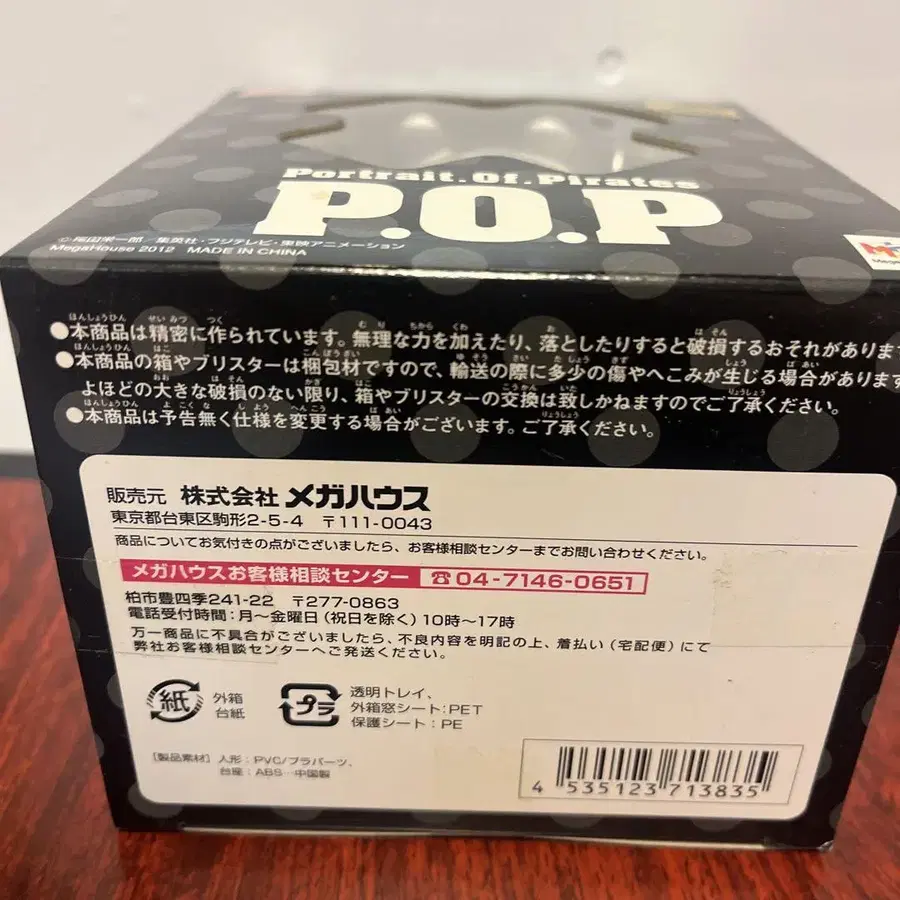 Portrait.Of.Pirates
P.O.P
©尾田栄一郎／集英社・フジテレビ・東映アニメーション
MegaHouse 2012 MADE IN CHINA
●本商品は精密に作られています。無理な力を加えたり、落としたりすると破損するおそれがあります
●本商品の箱やブリスターは梱包材ですので、輸送の際に多少の傷やへこみが生じる場合があります
よほどの大きな破損のない限り、箱やブリスターの交換は致しかねますのでご了承ください。
●本商品は予告無く仕様を変更する場合がございます。ご了承ください。
販売元 株式会社 メガハウス
東京都台東区駒形2-5-4 〒111-0043
商品についてお気付きの点がございましたら、お客様相談センターまでお問い合わせください。
メガハウスお客様相談センター ☎04-7146-0651
柏市豊四季241-22 〒277-0863
電話受付時間：月～金曜日（祝日を除く）10時～17時
万一商品に不具合がございましたら、不良内容を明記の上、着払い（宅配便）にて
弊社お客様相談センターへご発送ください。
紙 外箱
台紙
プラ 透明トレイ、
外箱窓シート：PET
保護シート：PE
［製品素材］人形：PVC/プラパーツ、
台座：ABS…中国製
4 535123 713835